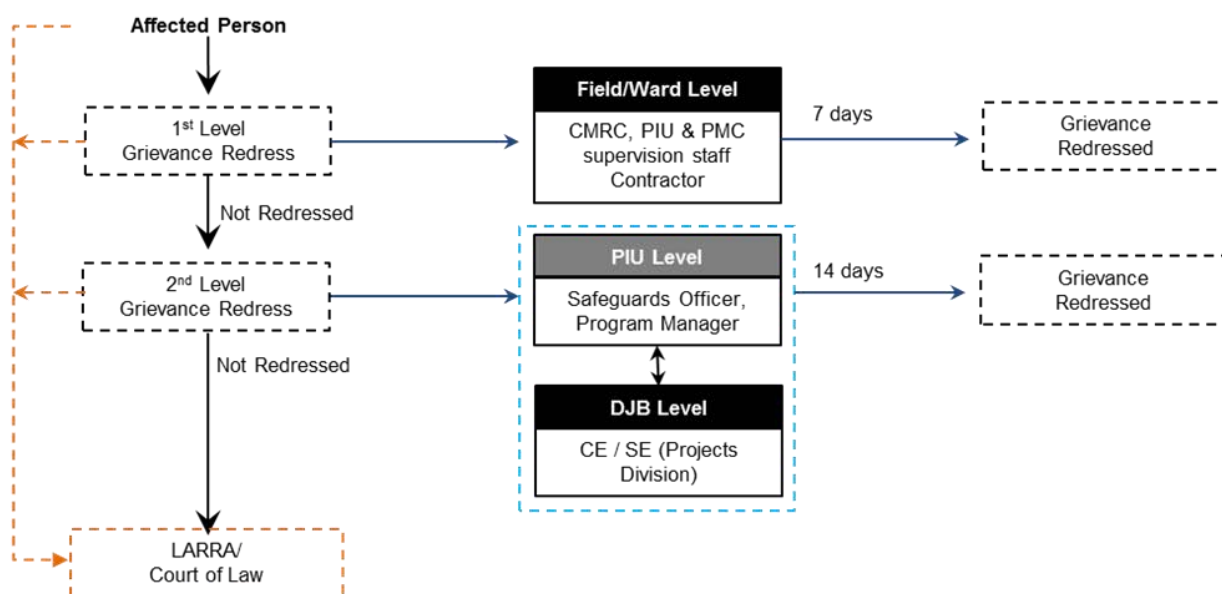 Affected Person
1st Level
Grievance Redress
Field/Ward Level
CMRC, PIU & PMC
supervision staff
Contractor
7 days
Grievance
Redressed
Not Redressed
2nd Level
Grievance Redress
PIU Level
Safeguards Officer,
Program Manager
14 days
Grievance
Redressed
Not Redressed
DJB Level
CE / SE (Projects
Division)
LARRA/
Court of Law